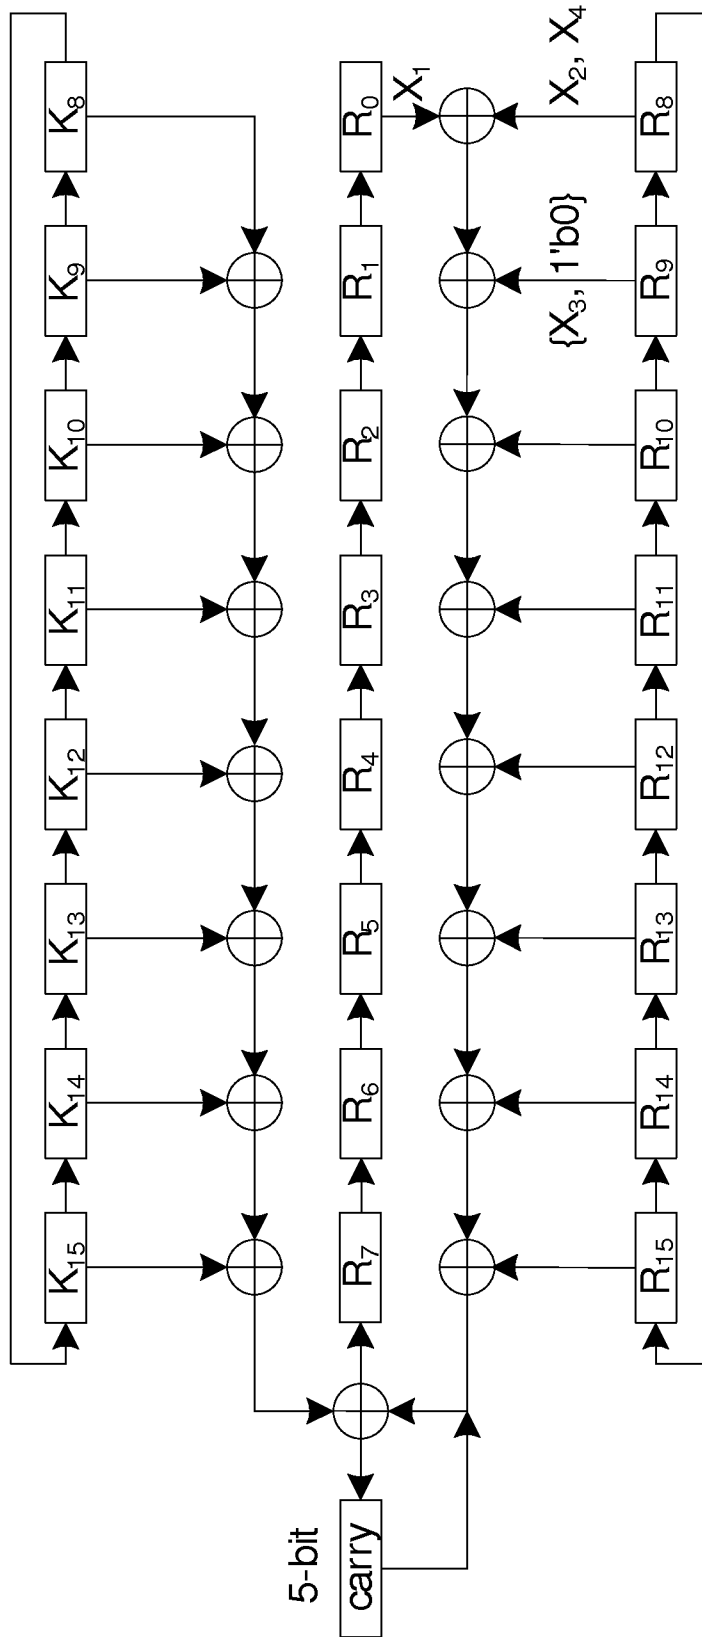 K15 K14 K13 K12 K11 K10 K9 K8
5-bit
carry
R7 R6 R5 R4 R3 R2 R1 R0
X1
{X3, 1'b0}
X2, X4
R15 R14 R13 R12 R11 R10 R9 R8